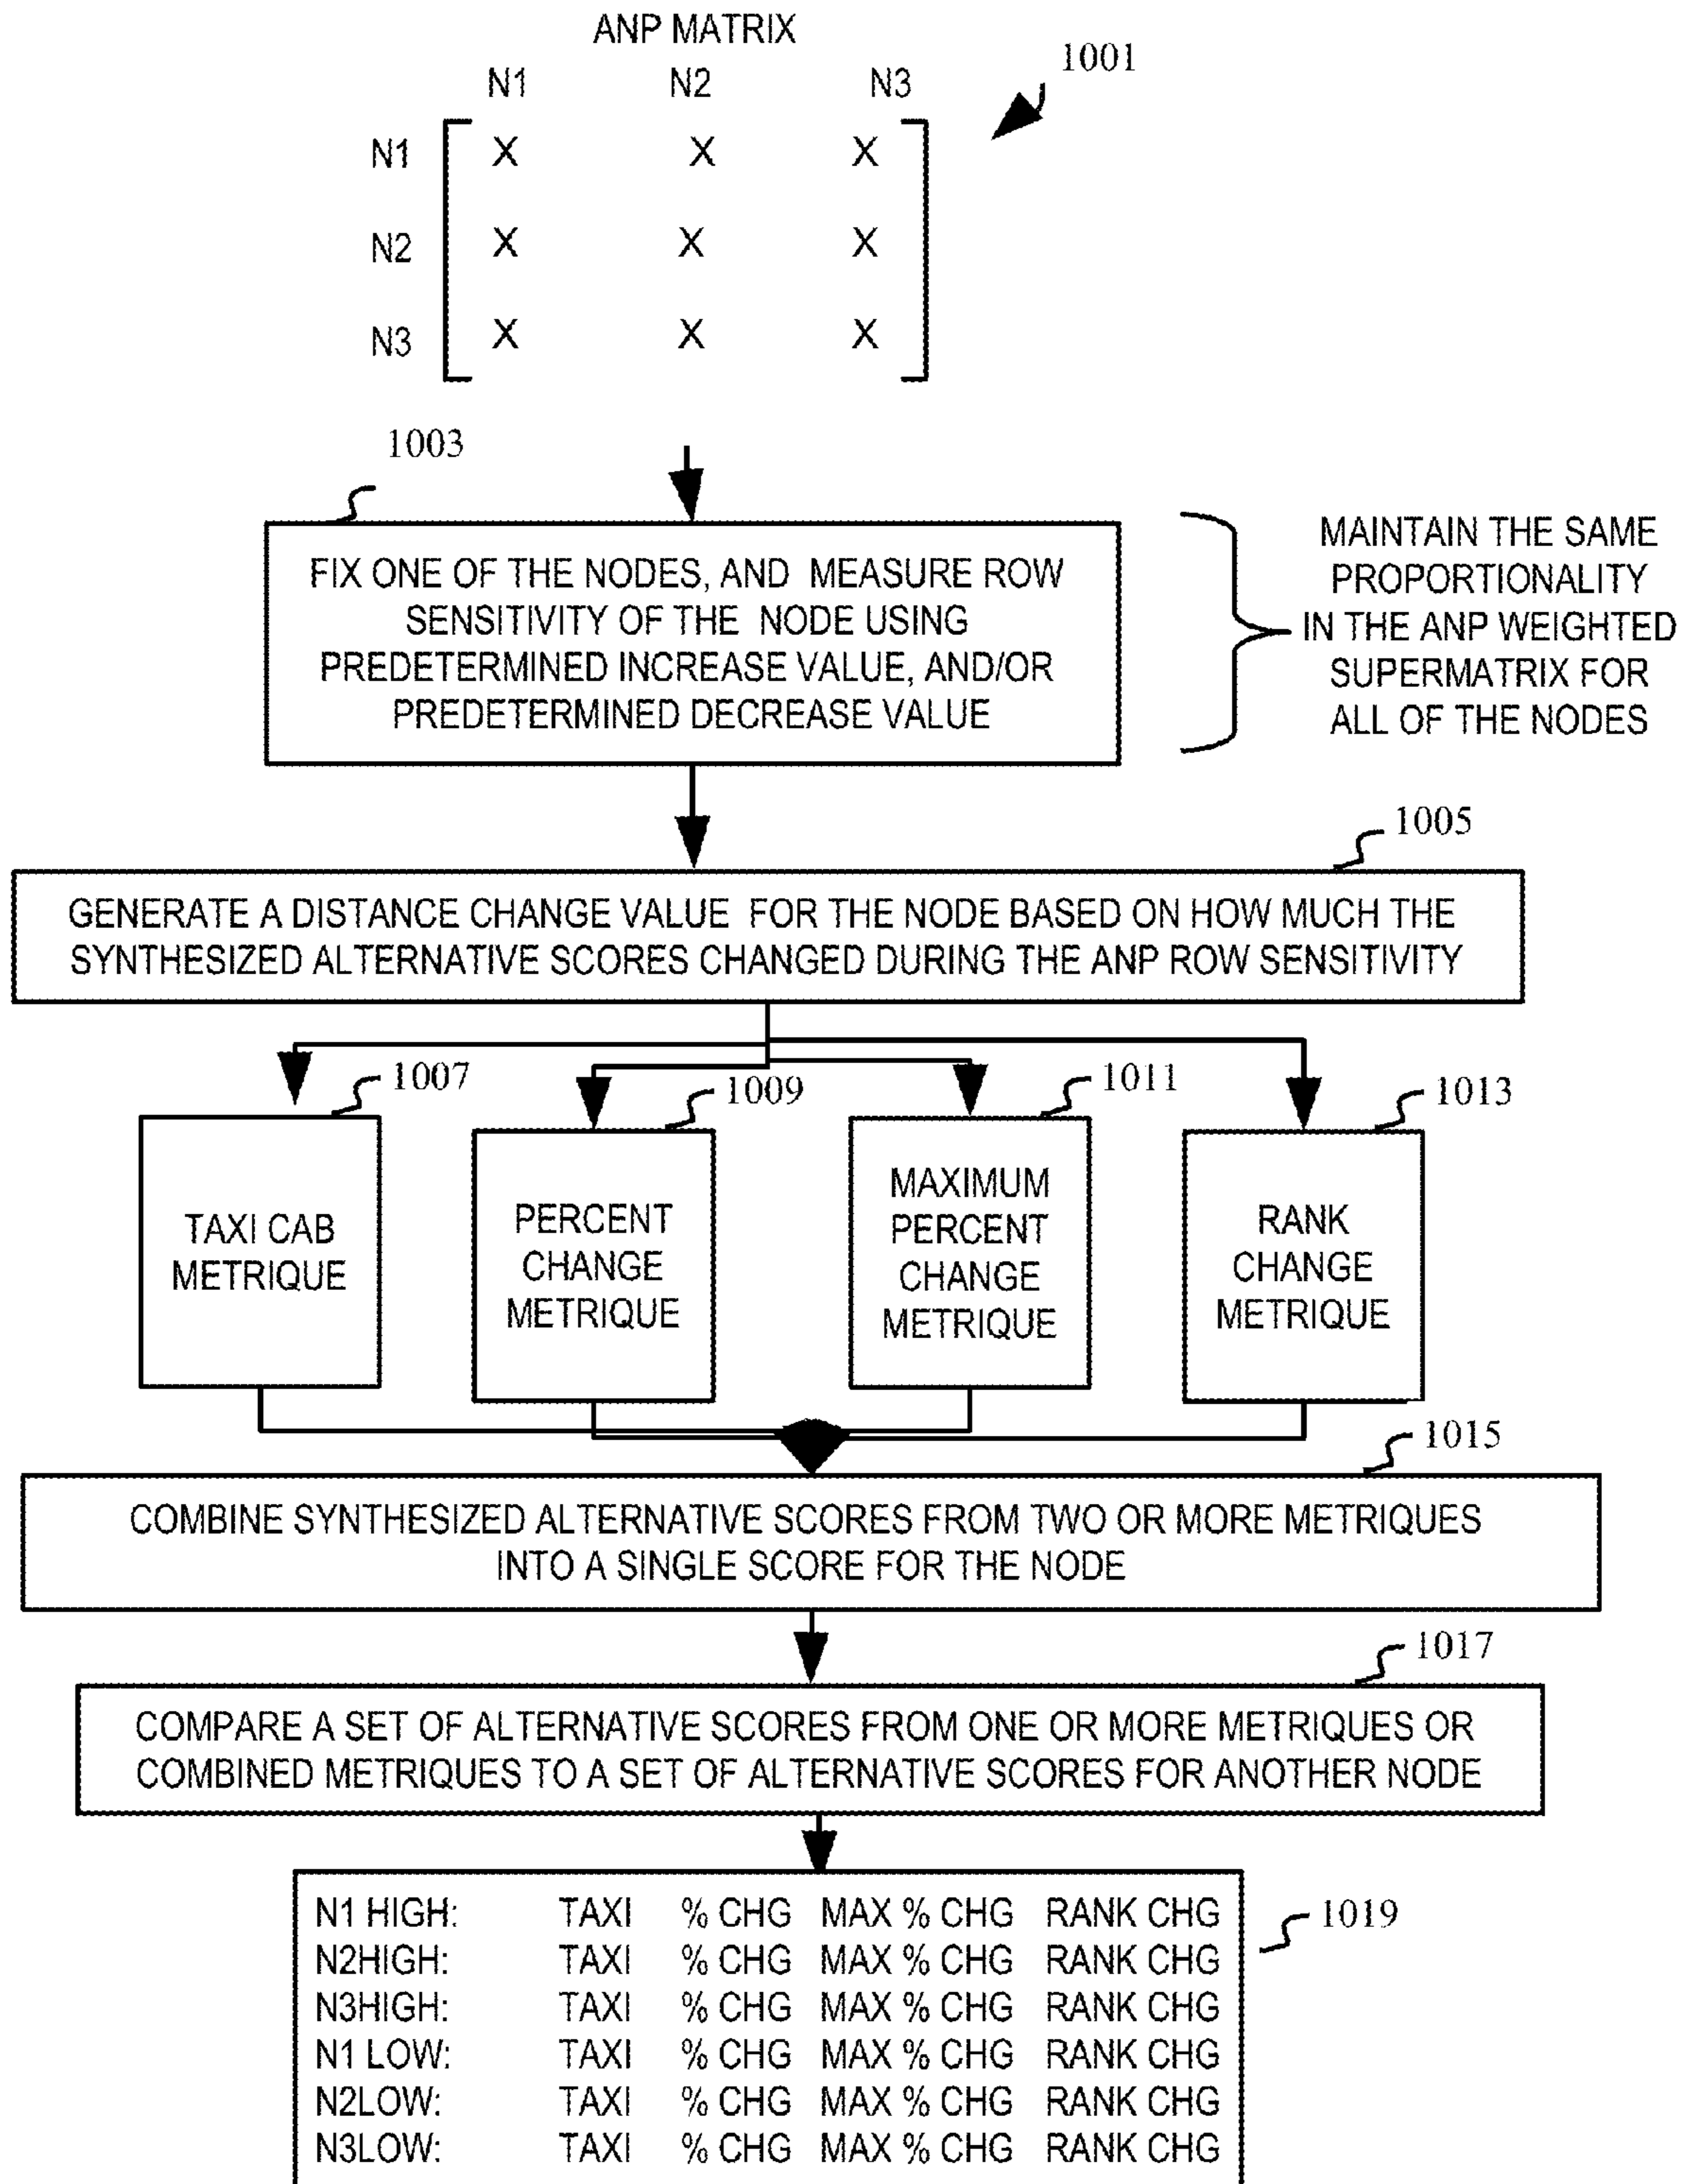 ANP MATRIX
1001
N1 N2 N3
N1 X X X
N2 X X X
N3 X X X
1003
FIX ONE OF THE NODES, AND MEASURE ROW
SENSITIVITY OF THE NODE USING
PREDETERMINED INCREASE VALUE, AND/OR
PREDETERMINED DECREASE VALUE
MAINTAIN THE SAME
PROPORTIONALITY
IN THE ANP WEIGHTED
SUPERMATRIX FOR
ALL OF THE NODES
1005
GENERATE A DISTANCE CHANGE VALUE FOR THE NODE BASED ON HOW MUCH THE
SYNTHESIZED ALTERNATIVE SCORES CHANGED DURING THE ANP ROW SENSITIVITY
1007
TAXI CAB
METRIQUE
1009
PERCENT
CHANGE
METRIQUE
1011
MAXIMUM
PERCENT
CHANGE
METRIQUE
1013
RANK
CHANGE
METRIQUE
1015
COMBINE SYNTHESIZED ALTERNATIVE SCORES FROM TWO OR MORE METRIQUES
INTO A SINGLE SCORE FOR THE NODE
1017
COMPARE A SET OF ALTERNATIVE SCORES FROM ONE OR MORE METRIQUES OR
COMBINED METRIQUES TO A SET OF ALTERNATIVE SCORES FOR ANOTHER NODE
1019
N1 HIGH: TAXI % CHG MAX % CHG RANK CHG
N2HIGH: TAXI % CHG MAX % CHG RANK CHG
N3HIGH: TAXI % CHG MAX % CHG RANK CHG
N1 LOW: TAXI % CHG MAX % CHG RANK CHG
N2LOW: TAXI % CHG MAX % CHG RANK CHG
N3LOW: TAXI % CHG MAX % CHG RANK CHG